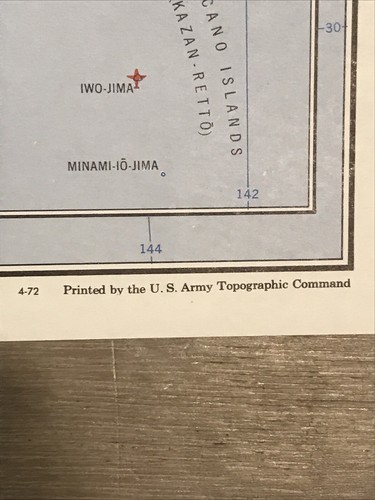 CANO ISLANDS
KAZAN-RETTŌ)
30
IWO-JIMA
MINAMI-IŌ-JIMA
142
144
4-72 Printed by the U. S. Army Topographic Command